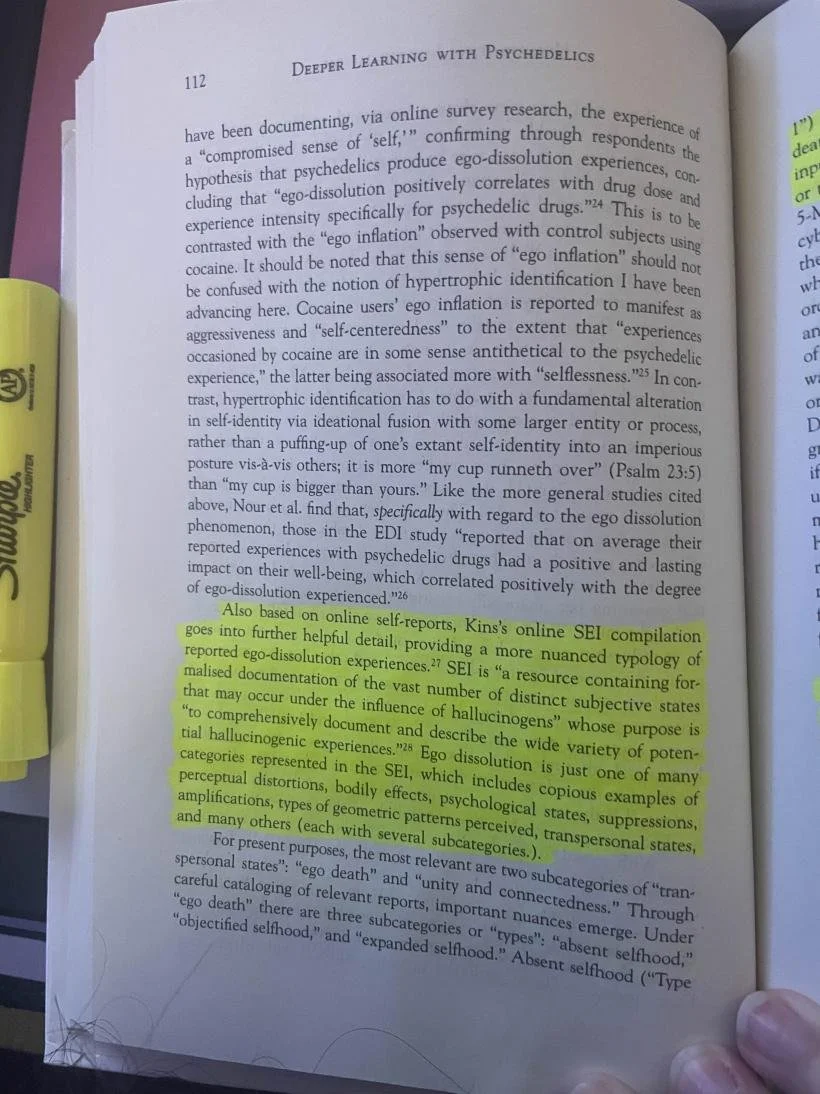 112
DEEPER LEARNING WITH PSYCHEDELICS
have been documenting, via online survey research, the experience of
a “compromised sense of ‘self,’” confirming through respondents the
hypothesis that psychedelics produce ego-dissolution experiences, con-
cluding that “ego-dissolution positively correlates with drug dose and
experience intensity specifically for psychedelic drugs.”24 This is to be
contrasted with the “ego inflation” observed with control subjects using
cocaine. It should be noted that this sense of “ego inflation” should not
be confused with the notion of hypertrophic identification I have been
advancing here. Cocaine users’ ego inflation is reported to manifest as
aggressiveness and “self-centeredness” to the extent that “experiences
occasioned by cocaine are in some sense antithetical to the psychedelic
experience,” the latter being associated more with “selflessness.”25 In con-
trast, hypertrophic identification has to do with a fundamental alteration
in self-identity via ideational fusion with some larger entity or process,
rather than a puffing-up of one’s extant self-identity into an imperious
posture vis-à-vis others; it is more “my cup runneth over” (Psalm 23:5)
than “my cup is bigger than yours.” Like the more general studies cited
above, Nour et al. find that, specifically with regard to the ego dissolution
phenomenon, those in the EDI study “reported that on average their
reported experiences with psychedelic drugs had a positive and lasting
impact on their well-being, which correlated positively with the degree
of ego-dissolution experienced.”26
Also based on online self-reports, Kins’s online SEI compilation
goes into further helpful detail, providing a more nuanced typology of
reported ego-dissolution experiences.27 SEI is “a resource containing for-
malised documentation of the vast number of distinct subjective states
that may occur under the influence of hallucinogens” whose purpose is
“to comprehensively document and describe the wide variety of poten-
tial hallucinogenic experiences.”28 Ego dissolution is just one of many
categories represented in the SEI, which includes copious examples of
perceptual distortions, bodily effects, psychological states, suppressions,
amplifications, types of geometric patterns perceived, transpersonal states,
and many others (each with several subcategories.).
For present purposes, the most relevant are two subcategories of “tran-
spersonal states”: “ego death” and “unity and connectedness.” Through
careful cataloging of relevant reports, important nuances emerge. Under
“ego death” there are three subcategories or “types”: “absent selfhood,”
“objectified selfhood,” and “expanded selfhood.” Absent selfhood (“Type
1”)
or
5-M
the
an
of
Sharpie
HIGHLIGHTER
AP